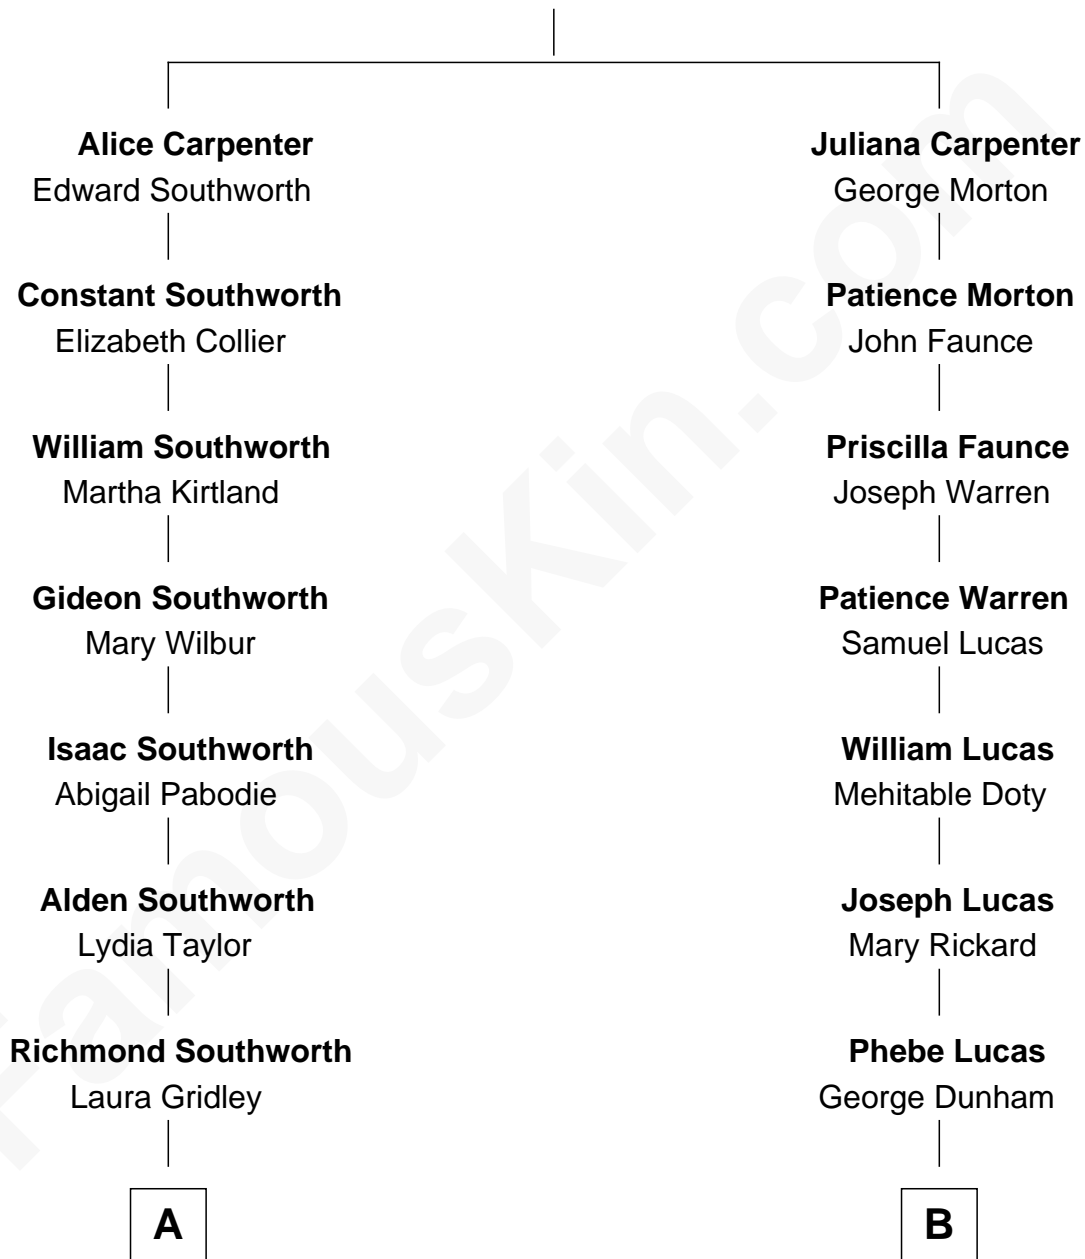 Alice Carpenter
Edward Southworth
Constant Southworth
Elizabeth Collier
William Southworth
Martha Kirtland
Gideon Southworth
Mary Wilbur
Isaac Southworth
Abigail Pabodie
Alden Southworth
Lydia Taylor
Richmond Southworth
Laura Gridley
A
Juliana Carpenter
George Morton
Patience Morton
John Faunce
Priscilla Faunce
Joseph Warren
Patience Warren
Samuel Lucas
William Lucas
Mehitable Doty
Joseph Lucas
Mary Rickard
Phebe Lucas
George Dunham
B
FamousKin.com